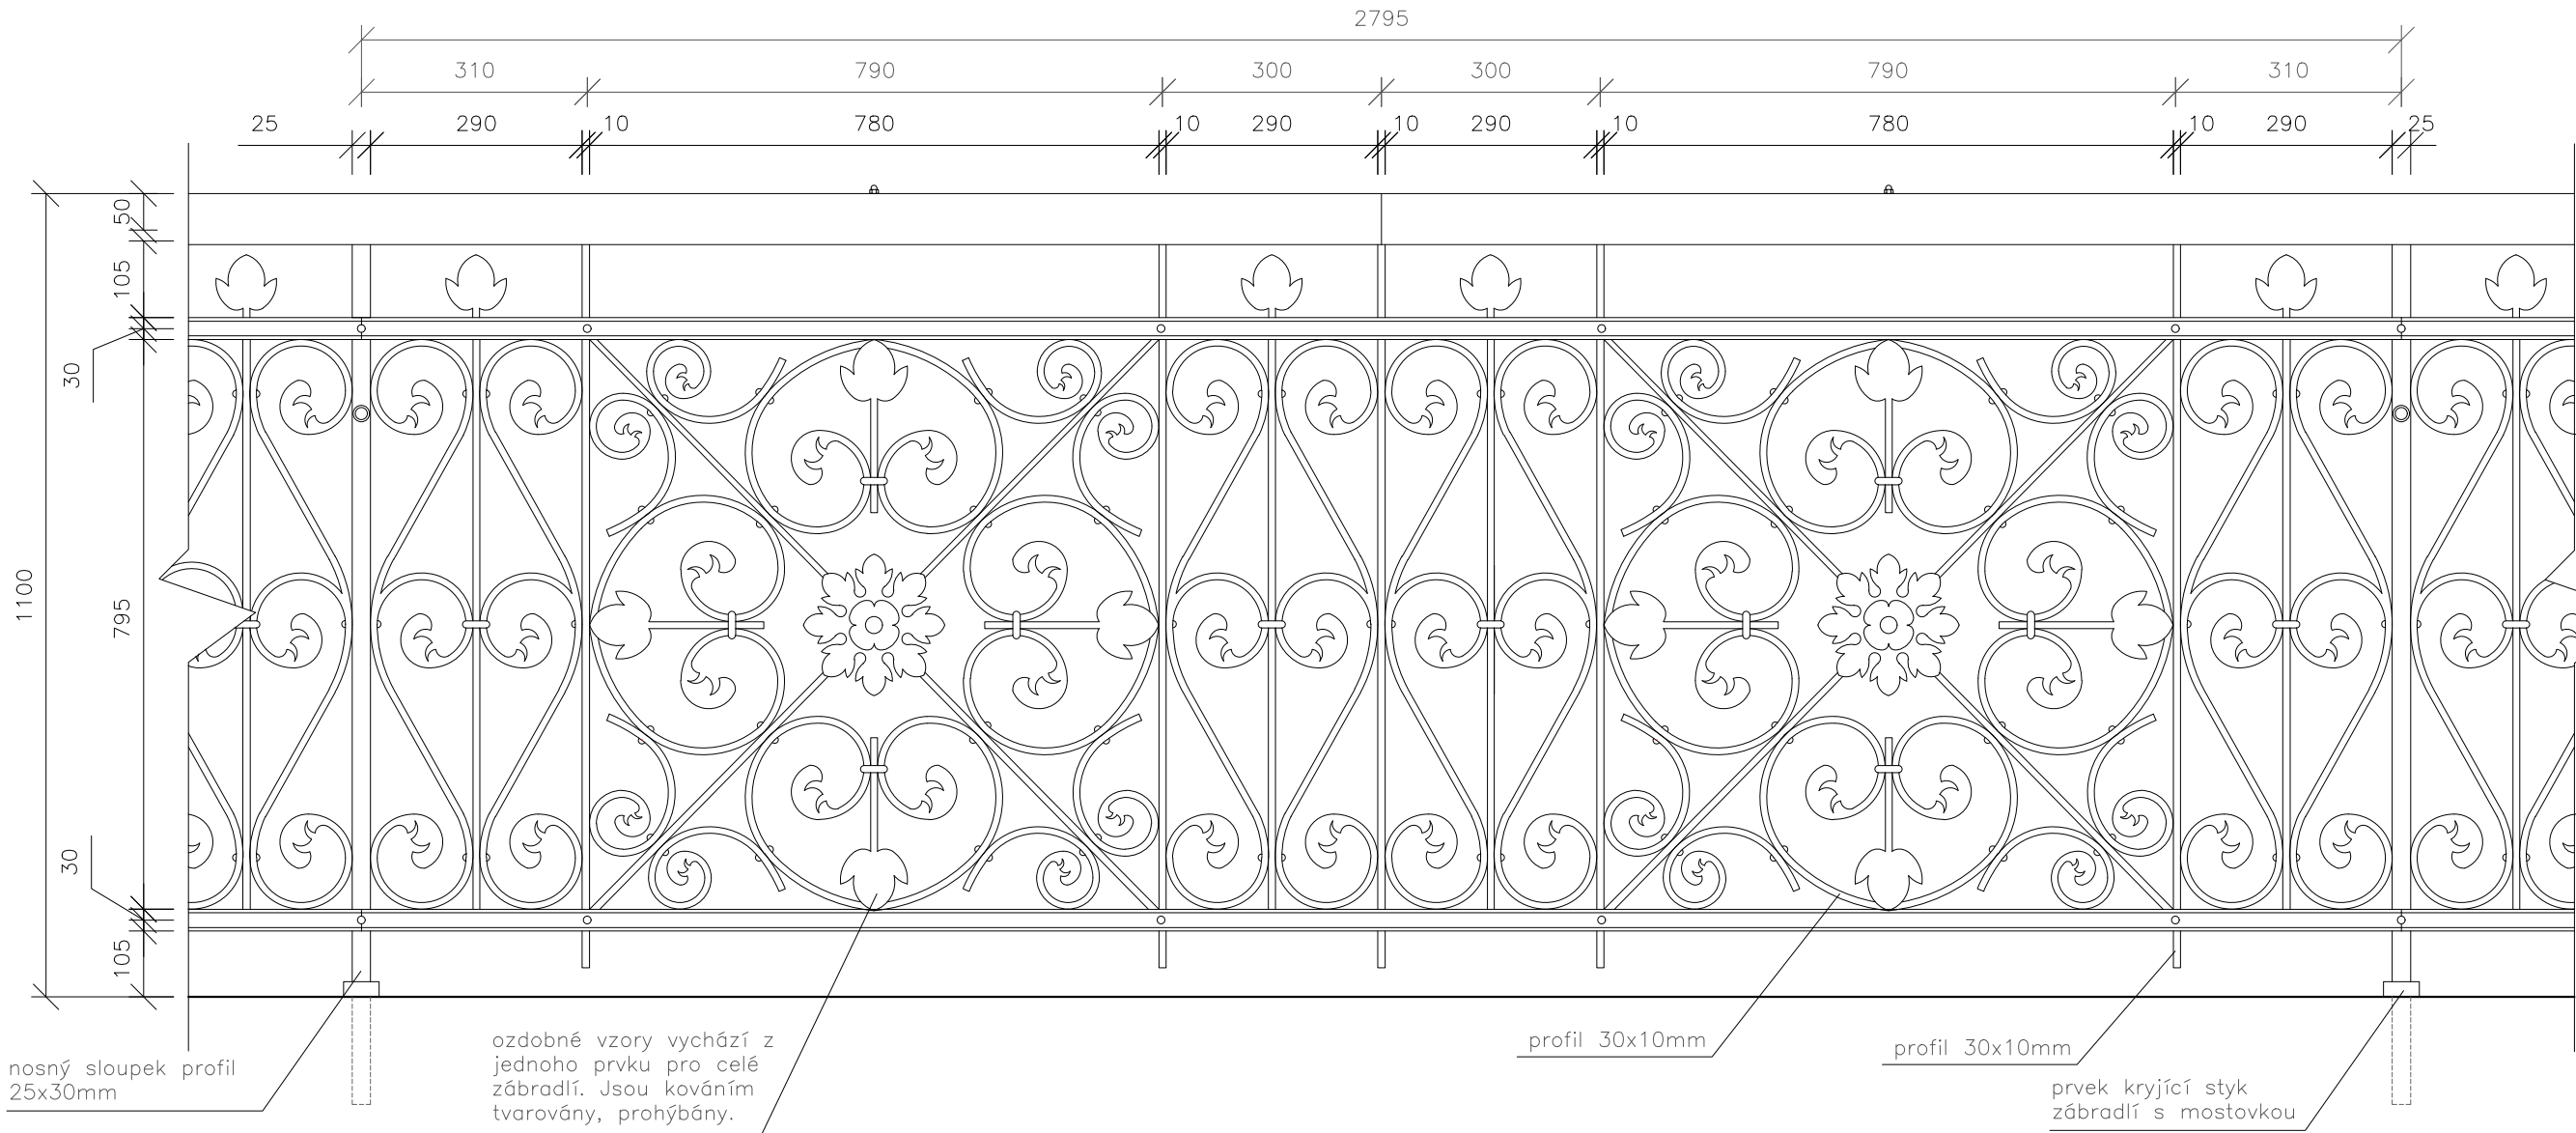 2795
310 790 300 300 790 310
25 290 10 780 10 290 10 290 10 780 10 290 25
50
105
30
1100
795
30
105
nosný sloupek profil
25x30mm
ozdobné vzory vychází z
jednoho prvku pro celé
zábradlí. Jsou kováním
tvarovány, prohýbány.
profil 30x10mm
profil 30x10mm
prvek kryjící styk
zábradlí s mostovkou